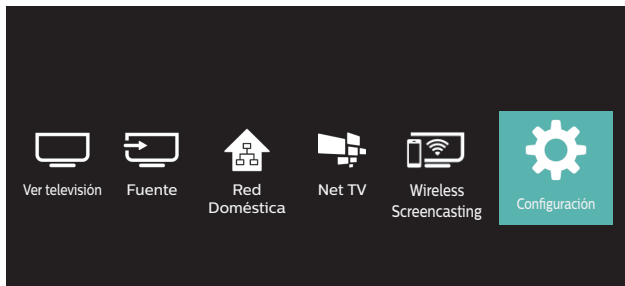 Ver televisión
Fuente
Red
Doméstica
Net TV
Wireless
Screencasting
Configuración